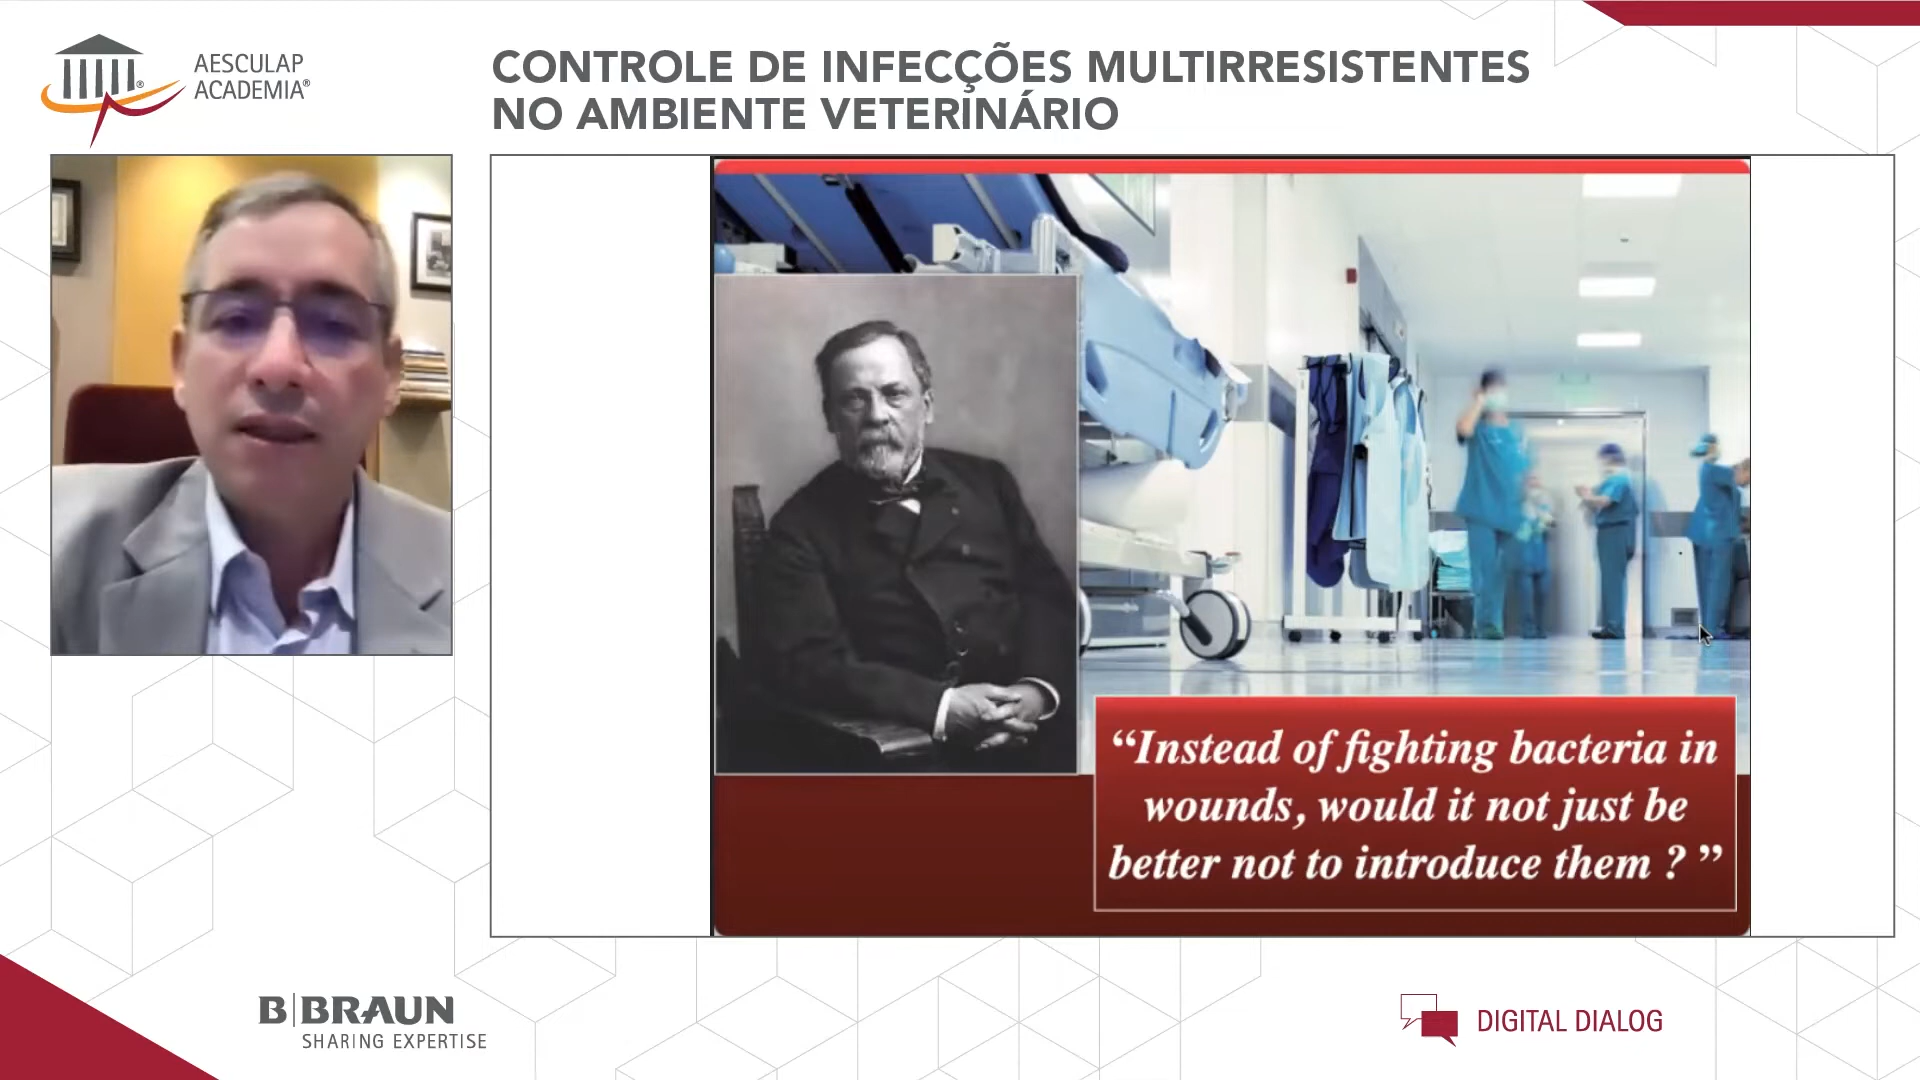 AESCULAP
ACADEMIA®
CONTROLE DE INFECÇÕES MULTIRRESISTENTES
NO AMBIENTE VETERINÁRIO
“Instead of fighting bacteria in
wounds, would it not just be
better not to introduce them ? ”
B|BRAUN
SHARING EXPERTISE
DIGITAL DIALOG